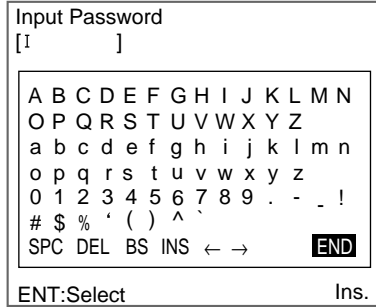 Input Password
[I ]
A B C D E F G H I J K L M N
O P Q R S T U V W X Y Z
a b c d e f g h i j k l m n
o p q r s t u v w x y z
0 1 2 3 4 5 6 7 8 9 . - _ !
# $ % ‘ ( ) ^ `
SPC DEL BS INS ← → END
ENT:Select Ins.